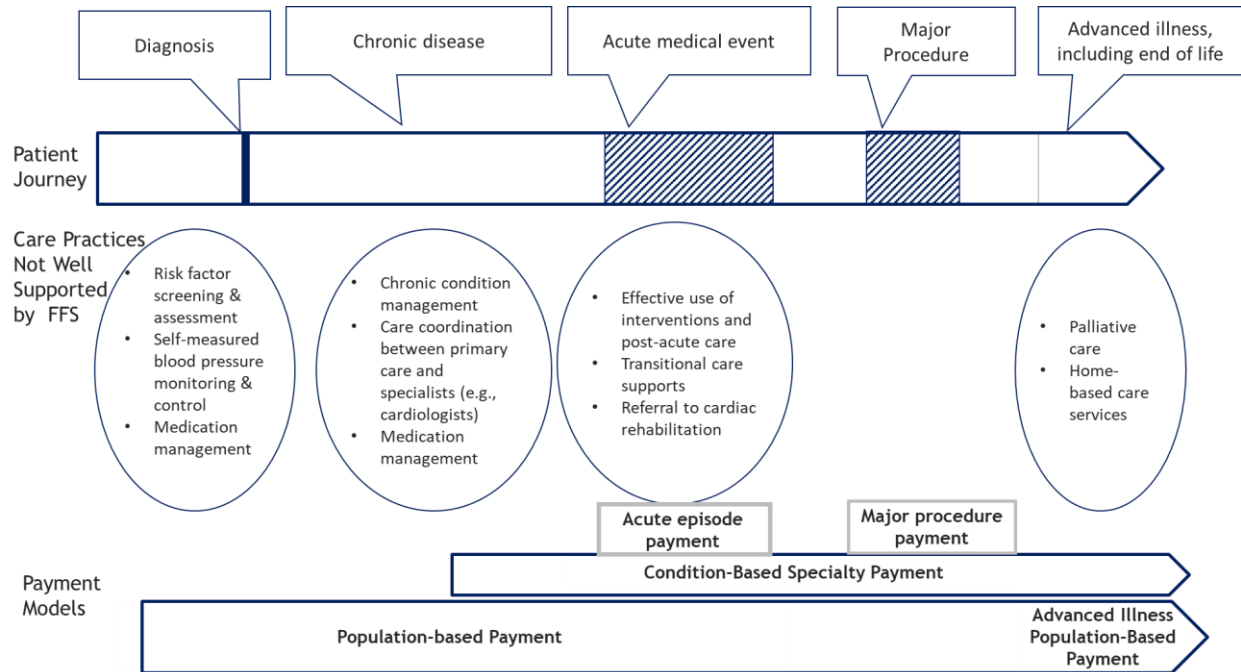 Diagnosis
Chronic disease
Acute medical event
Major
Procedure
Advanced illness,
including end of life
Patient
Journey
Care Practices
Not Well
Supported
by FFS
• Risk factor
screening &
assessment
• Self-measured
blood pressure
monitoring &
control
• Medication
management
• Chronic condition
management
• Care coordination
between primary
care and
specialists (e.g.,
cardiologists)
• Medication
management
• Effective use of
interventions and
post-acute care
• Transitional care
supports
• Referral to cardiac
rehabilitation
• Palliative
care
• Home-
based care
services
Acute episode
payment
Major procedure
payment
Payment
Models
Condition-Based Specialty Payment
Population-based Payment
Advanced Illness
Population-Based
Payment